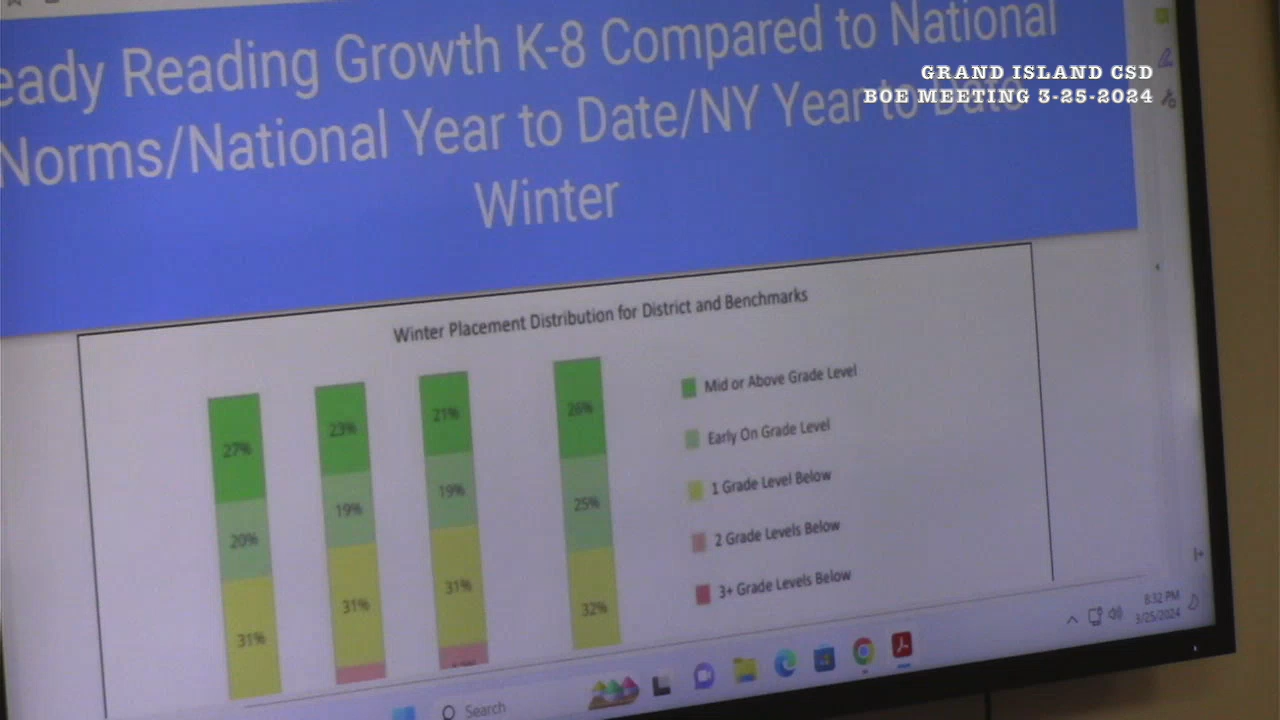 eady Reading Growth K-8 Compared to National
Norms/National Year to Date/NY Year to Date
Winter
GRAND ISLAND CSD
BOE MEETING 3-25-2024
Winter Placement Distribution for District and Benchmarks
27%
20%
31%
23%
19%
31%
21%
19%
31%
26%
25%
32%
Mid or Above Grade Level
Early On Grade Level
1 Grade Level Below
2 Grade Levels Below
3+ Grade Levels Below
Search
8:32 PM
3/25/2024